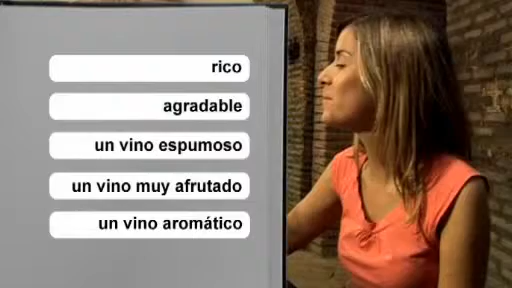 rico
agradable
un vino espumoso
un vino muy afrutado
un vino aromático